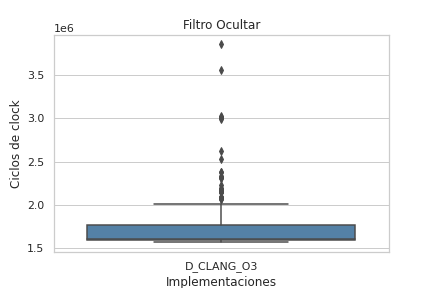 Filtro Ocultar
1e6
3.5
3.0
2.5
2.0
1.5
Ciclos de clock
D_CLANG_O3
Implementaciones